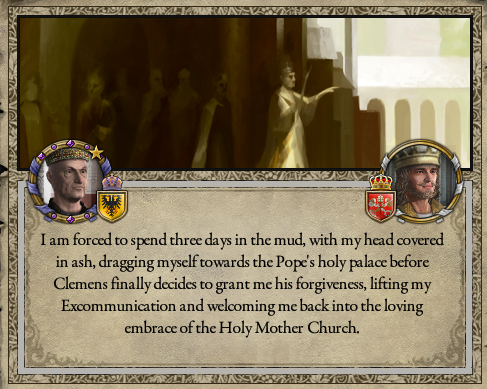 I am forced to spend three days in the mud, with my head covered
in ash, dragging myself towards the Pope's holy palace before
Clemens finally decides to grant me his forgiveness, lifting my
Excommunication and welcoming me back into the loving
embrace of the Holy Mother Church.